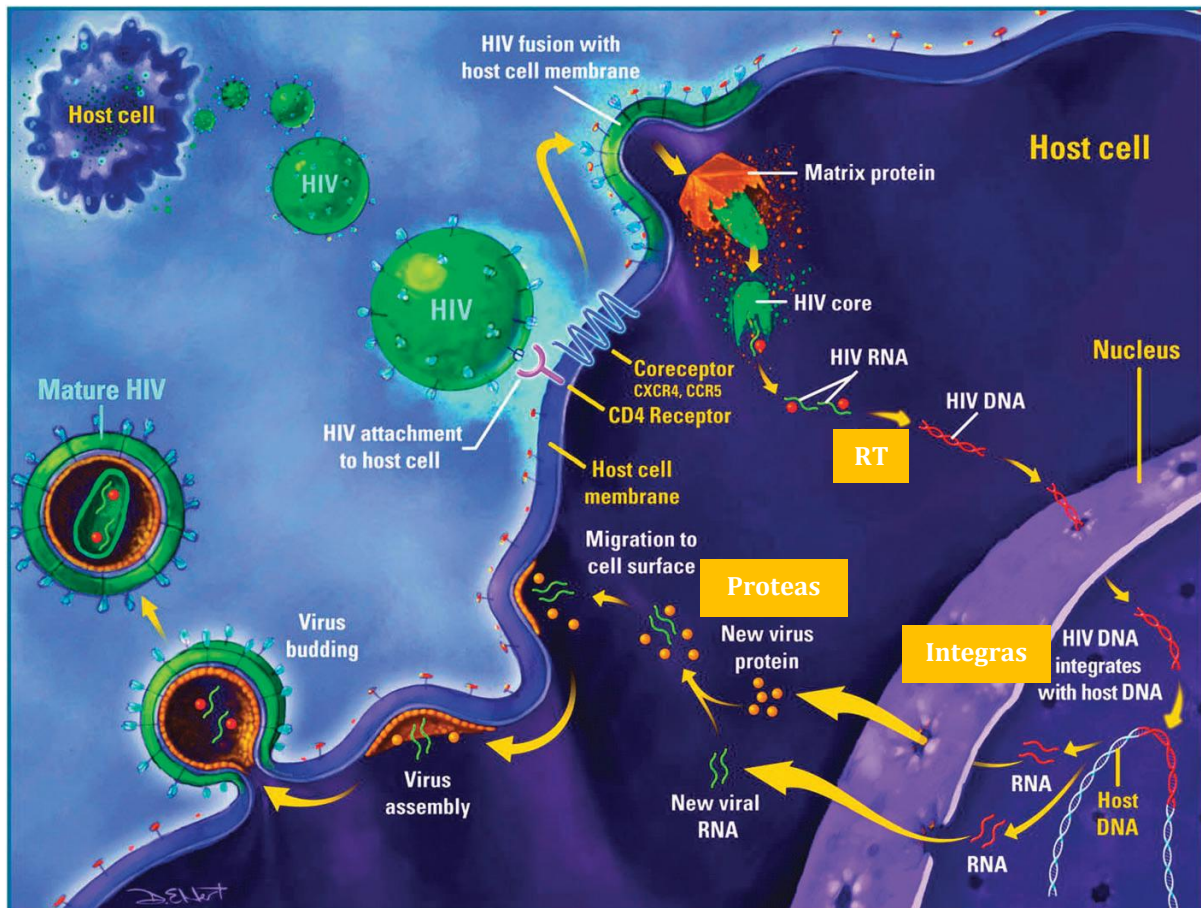 HIV fusion with
host cell membrane
Host cell
Host cell
Matrix protein
HIV
HIV
HIV core
Nucleus
HIV RNA
Coreceptor
CXCR4, CCR5
CD4 Receptor
HIV DNA
Mature HIV
HIV attachment
to host cell
RT
Host cell
membrane
Migration to
cell surface
Proteas
Virus
budding
New virus
protein
Integras
HIV DNA
integrates
with host DNA
Virus
assembly
New viral
RNA
RNA
Host
DNA
RNA